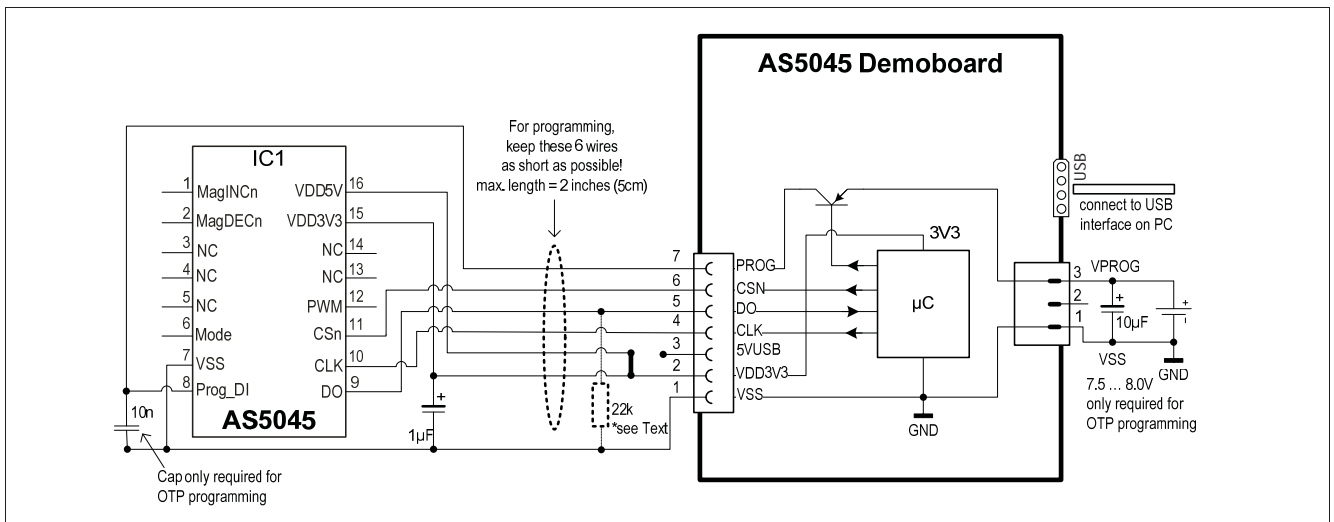 AS5045 Demoboard
For programming,
keep these 6 wires
as short as possible!
max. length = 2 inches (5cm)
IC1
1 MagINCn
2 MagDECn
3 NC
4 NC
5 NC
6 Mode
7 VSS
8 Prog_DI
VDD5V 16
VDD3V3 15
NC 14
NC 13
PWM 12
CSn 11
CLK 10
DO 9
AS5045
10n
Cap only required for
OTP programming
+
1µF
22k
*see Text
7 PROG
6 CSN
5 DO
4 CLK
3 5VUSB
2 VDD3V3
1 VSS
3V3
µC
GND
USB
connect to USB
interface on PC
3 VPROG
2
1
+
10µF
+
-
VSS
GND
7.5 ... 8.0V
only required for
OTP programming